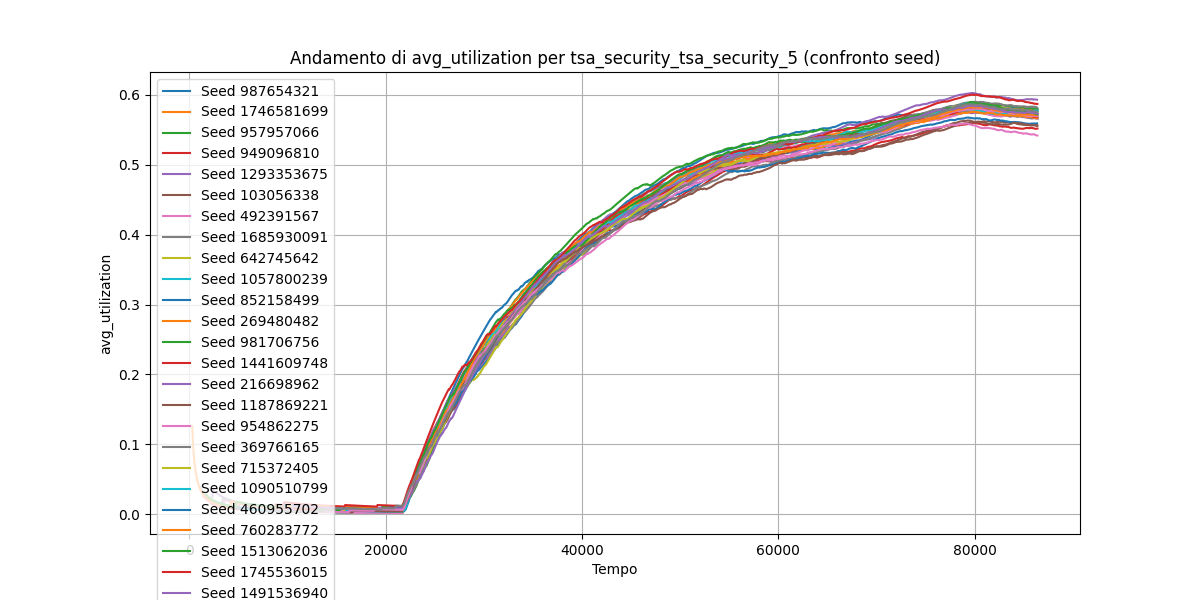 Andamento di avg_utilization per tsa_security_tsa_security_5 (confronto seed)
avg_utilization
0.6
0.5
0.4
0.3
0.2
0.1
0.0
Seed 987654321
Seed 1746581699
Seed 957957066
Seed 949096810
Seed 1293353675
Seed 103056338
Seed 492391567
Seed 1685930091
Seed 642745642
Seed 1057800239
Seed 852158499
Seed 269480482
Seed 981706756
Seed 1441609748
Seed 216698962
Seed 1187869221
Seed 954862275
Seed 369766165
Seed 715372405
Seed 1090510799
Seed 460955702
Seed 760283772
Seed 1513062036
Seed 1745536015
Seed 1491536940
0
20000
40000
60000
80000
Tempo